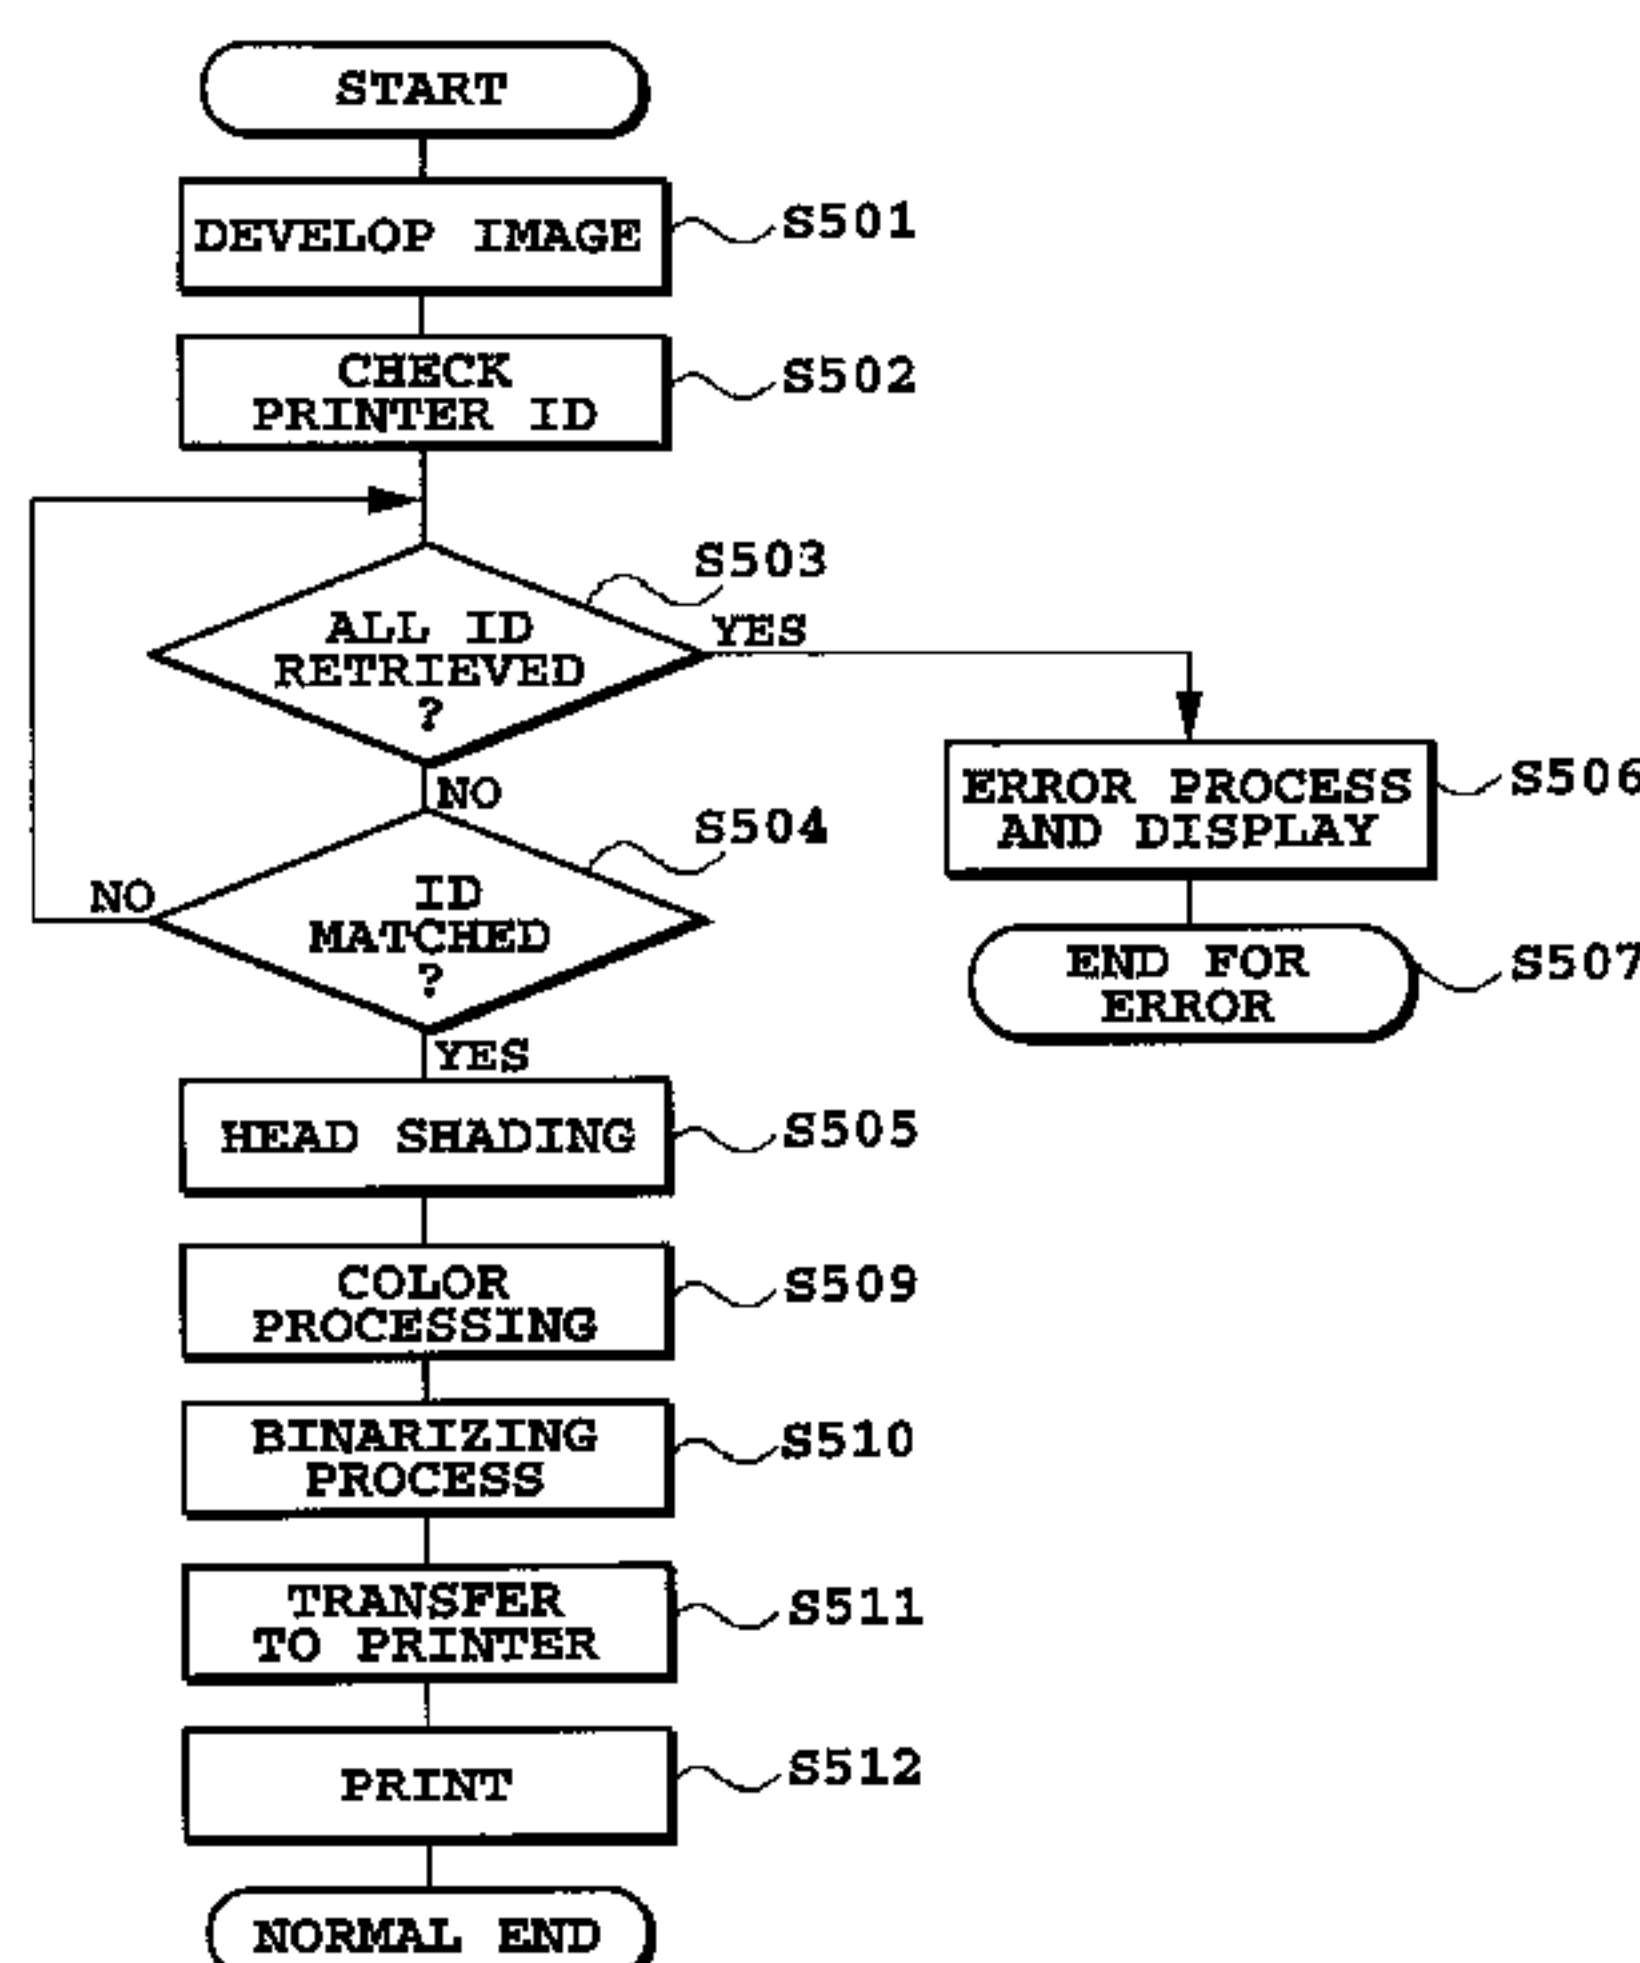 START
DEVELOP IMAGE
S501
CHECK
PRINTER ID
S502
S503
ALL ID
RETRIEVED
?
YES
NO
S504
ID
MATCHED
?
NO
YES
ERROR PROCESS
AND DISPLAY
S506
END FOR
ERROR
S507
HEAD SHADING
S505
COLOR
PROCESSING
S509
BINARIZING
PROCESS
S510
TRANSFER
TO PRINTER
S511
PRINT
S512
NORMAL END